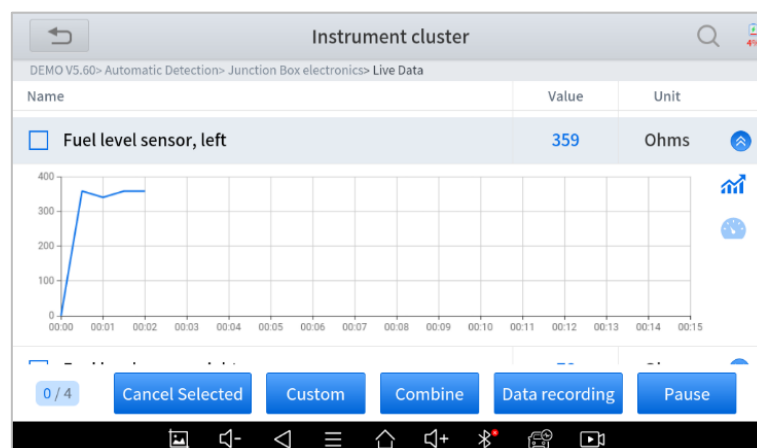 Instrument cluster
4%
DEMO V5.60> Automatic Detection> Junction Box electronics> Live Data
Name Value Unit
Fuel level sensor, left 359 Ohms
400
300
200
100
0
00:00 00:01 00:02 00:03 00:04 00:05 00:06 00:07 00:08 00:09 00:10 00:11 00:12 00:13 00:14 00:15
0 / 4 Cancel Selected Custom Combine Data recording Pause